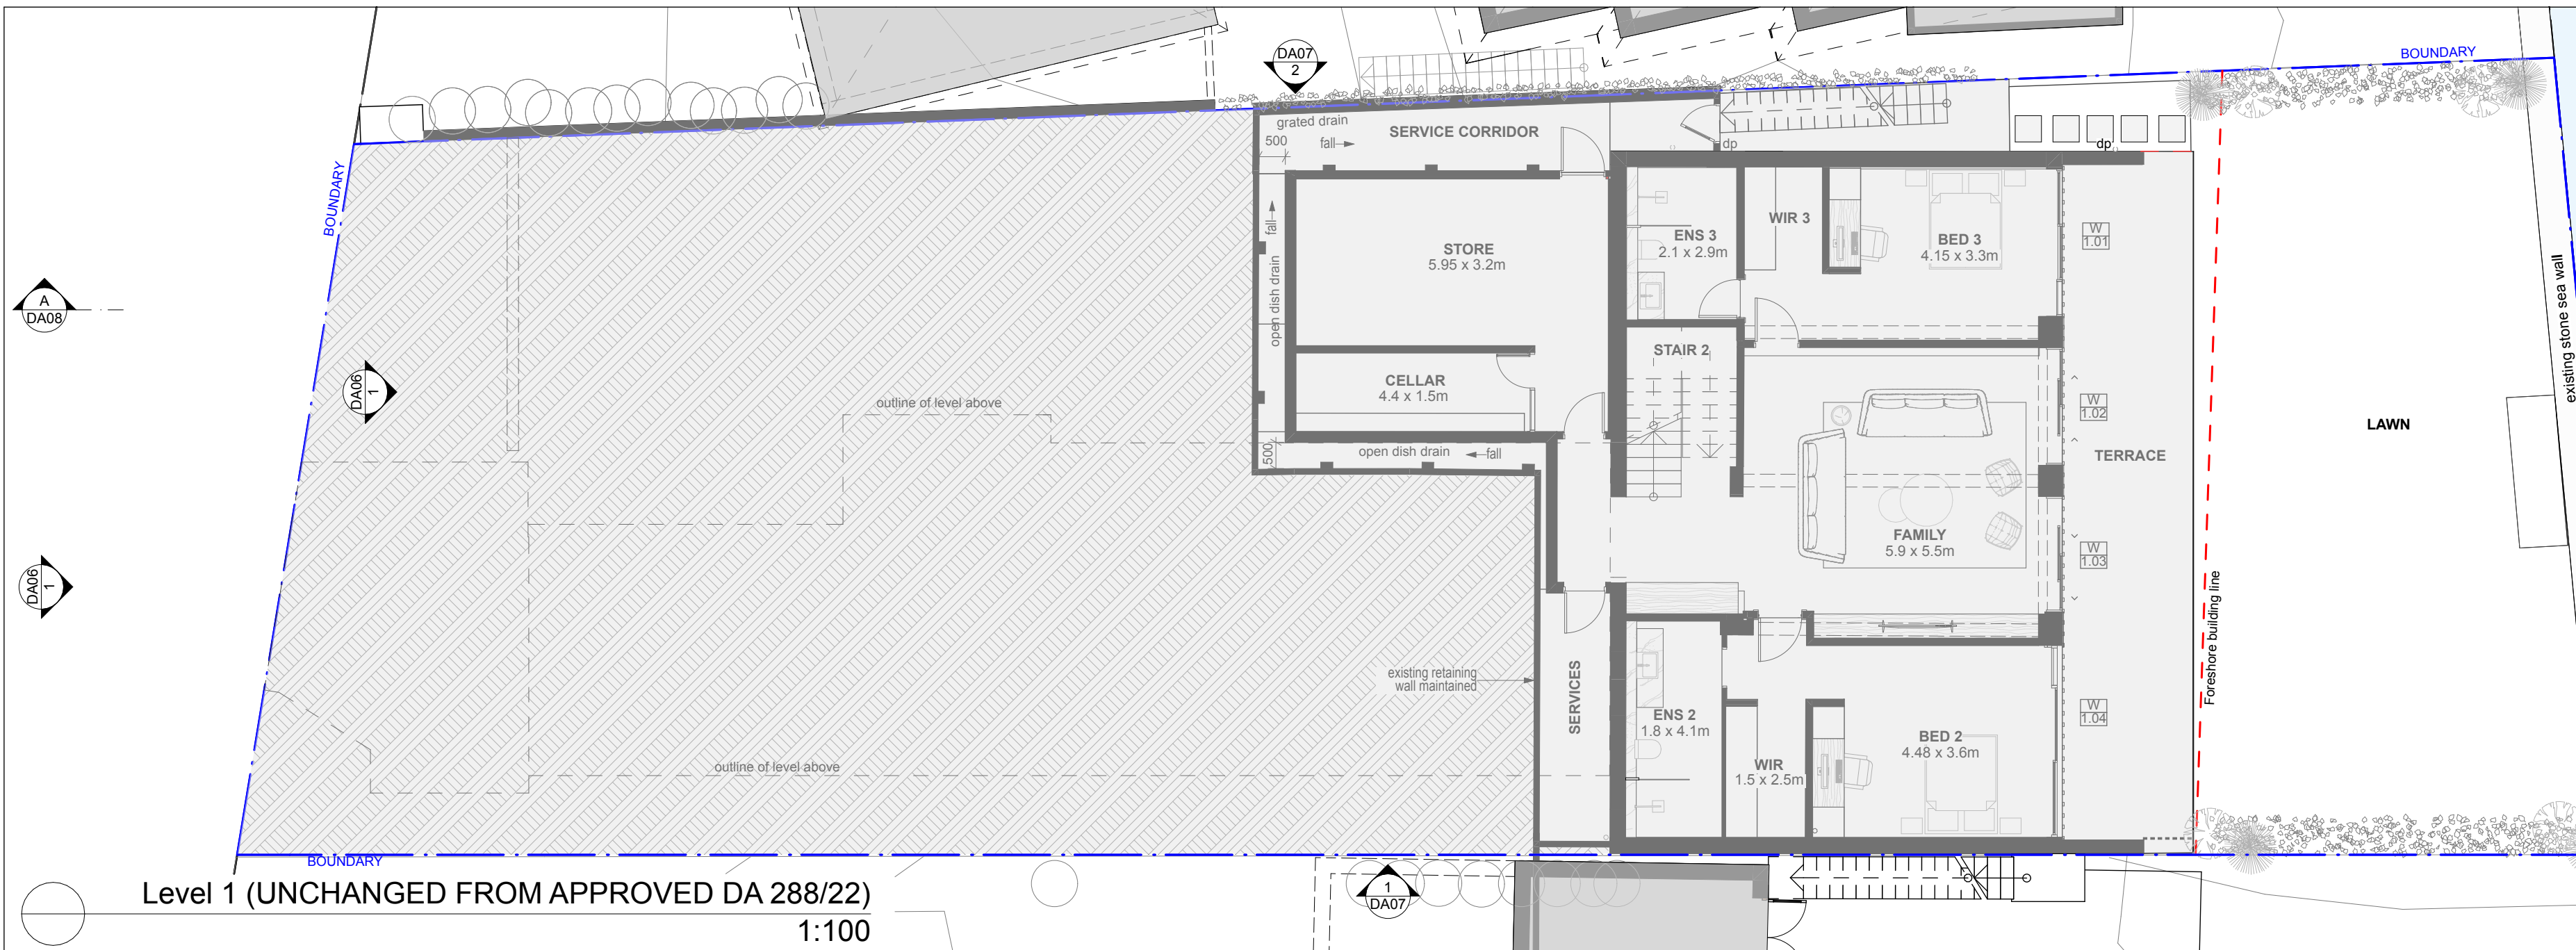 BOUNDARY
DA07
2
grated drain
SERVICE CORRIDOR
500
fall
dp
dp
BOUNDARY
fall
open dish drain
STORE
5.95 x 3.2m
ENS 3
2.1 x 2.9m
WIR 3
BED 3
4.15 x 3.3m
W
1.01
A
DA08
existing stone sea wall
STAIR 2
DA06
1
outline of level above
CELLAR
4.4 x 1.5m
W
1.02
LAWN
500
open dish drain
fall
TERRACE
FAMILY
5.9 x 5.5m
W
1.03
DA06
1
Foreshore building line
existing retaining
wall maintained
SERVICES
ENS 2
1.8 x 4.1m
W
1.04
BED 2
4.48 x 3.6m
outline of level above
WIR
1.5 x 2.5m
BOUNDARY
Level 1 (UNCHANGED FROM APPROVED DA 288/22)
1:100
1
DA07